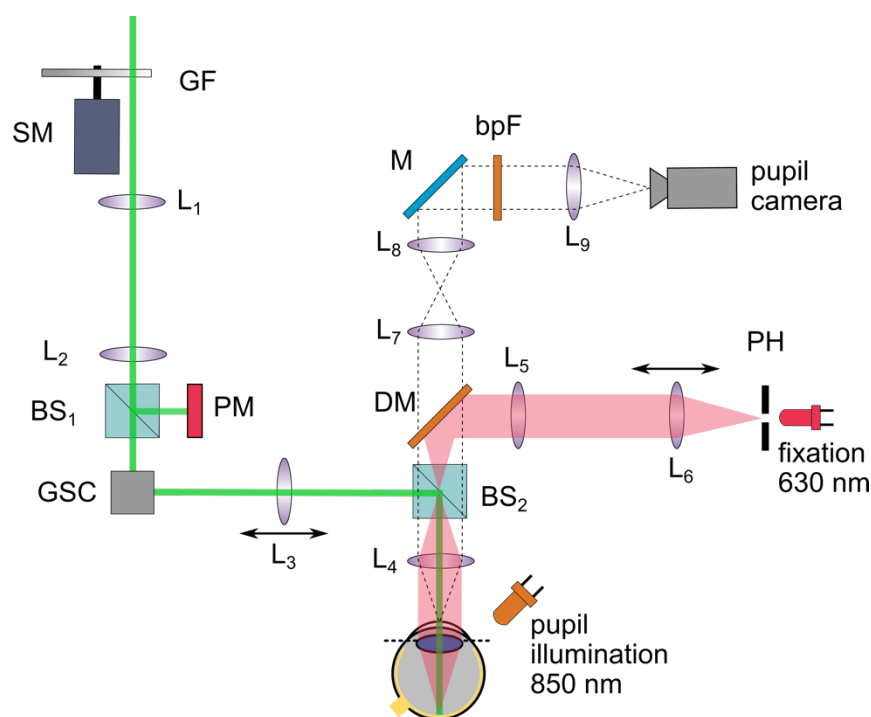 GF
SM
L1
L2
BS1
PM
GSC
L3
M
bpF
pupil
camera
L8
L9
L7
L5
PH
DM
L6
fixation
630 nm
BS2
L4
pupil
illumination
850 nm